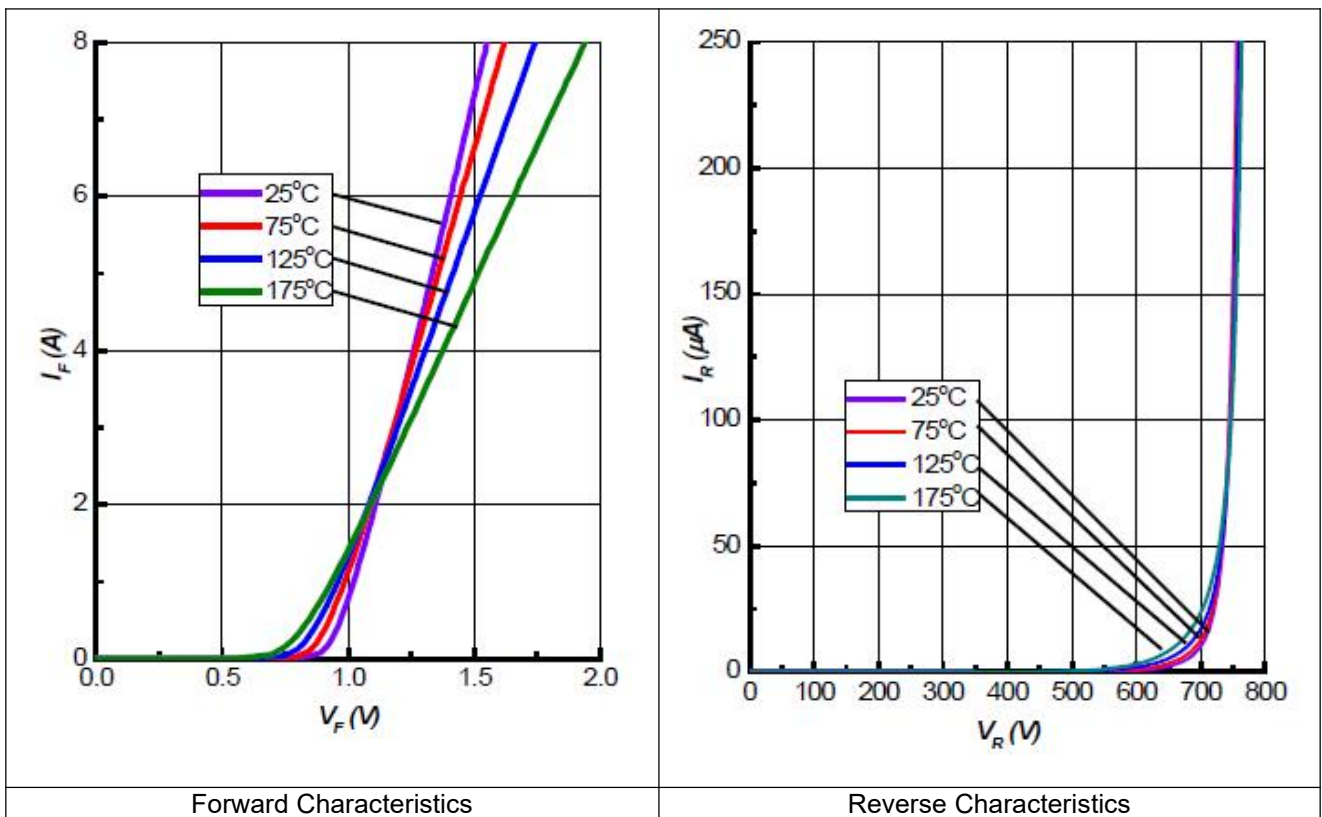 8
6
4
2
0
I_F (A)
25°C
75°C
125°C
175°C
0.0 0.5 1.0 1.5 2.0
V_F (V)
250
200
150
100
50
0
I_R (μA)
25°C
75°C
125°C
175°C
0 100 200 300 400 500 600 700 800
V_R (V)
Forward Characteristics
Reverse Characteristics